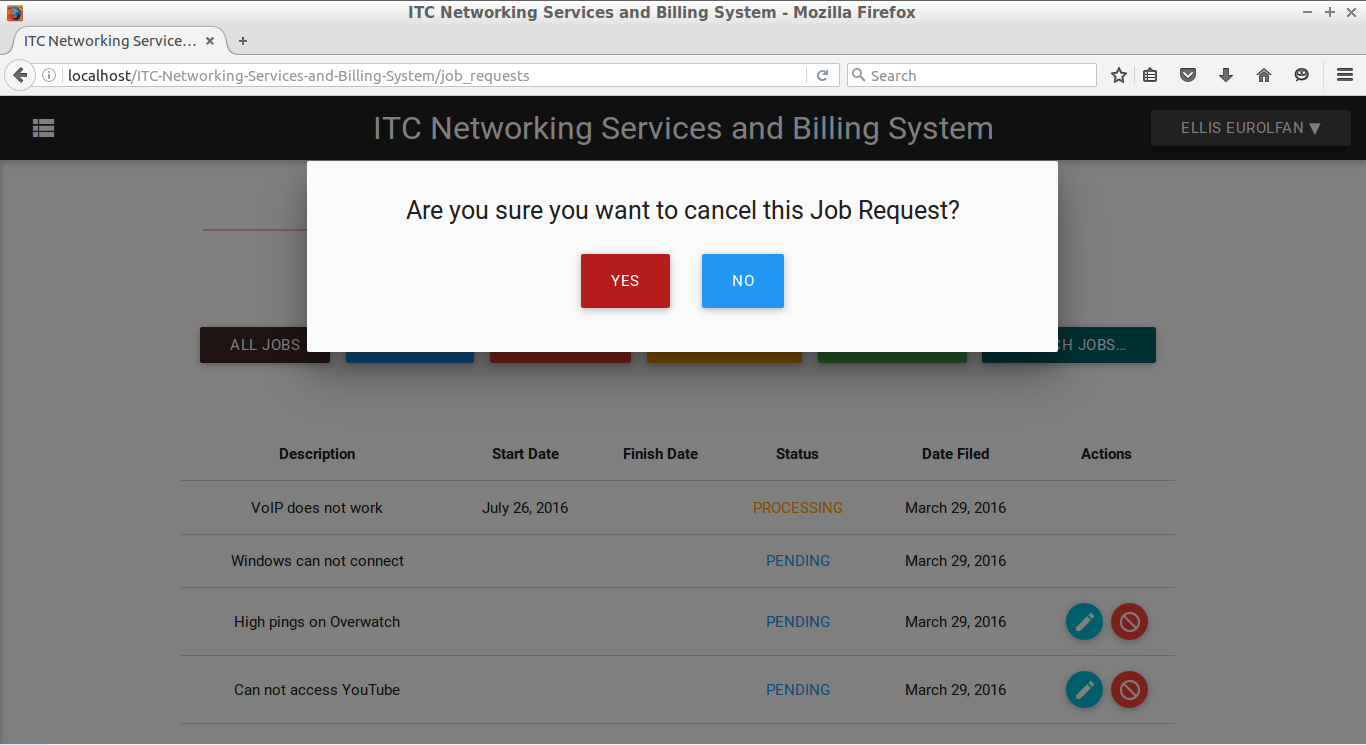 ITC Networking Services and Billing System - Mozilla Firefox
ITC Networking Service...
localhost/ITC-Networking-Services-and-Billing-System/job_requests
Search
ITC Networking Services and Billing System
ELLIS EUROLFAN ▼
Are you sure you want to cancel this Job Request?
YES NO
ALL JOBS JOBS...
Description Start Date Finish Date Status Date Filed Actions
VoIP does not work July 26, 2016 PROCESSING March 29, 2016
Windows can not connect PENDING March 29, 2016
High pings on Overwatch PENDING March 29, 2016
Can not access YouTube PENDING March 29, 2016